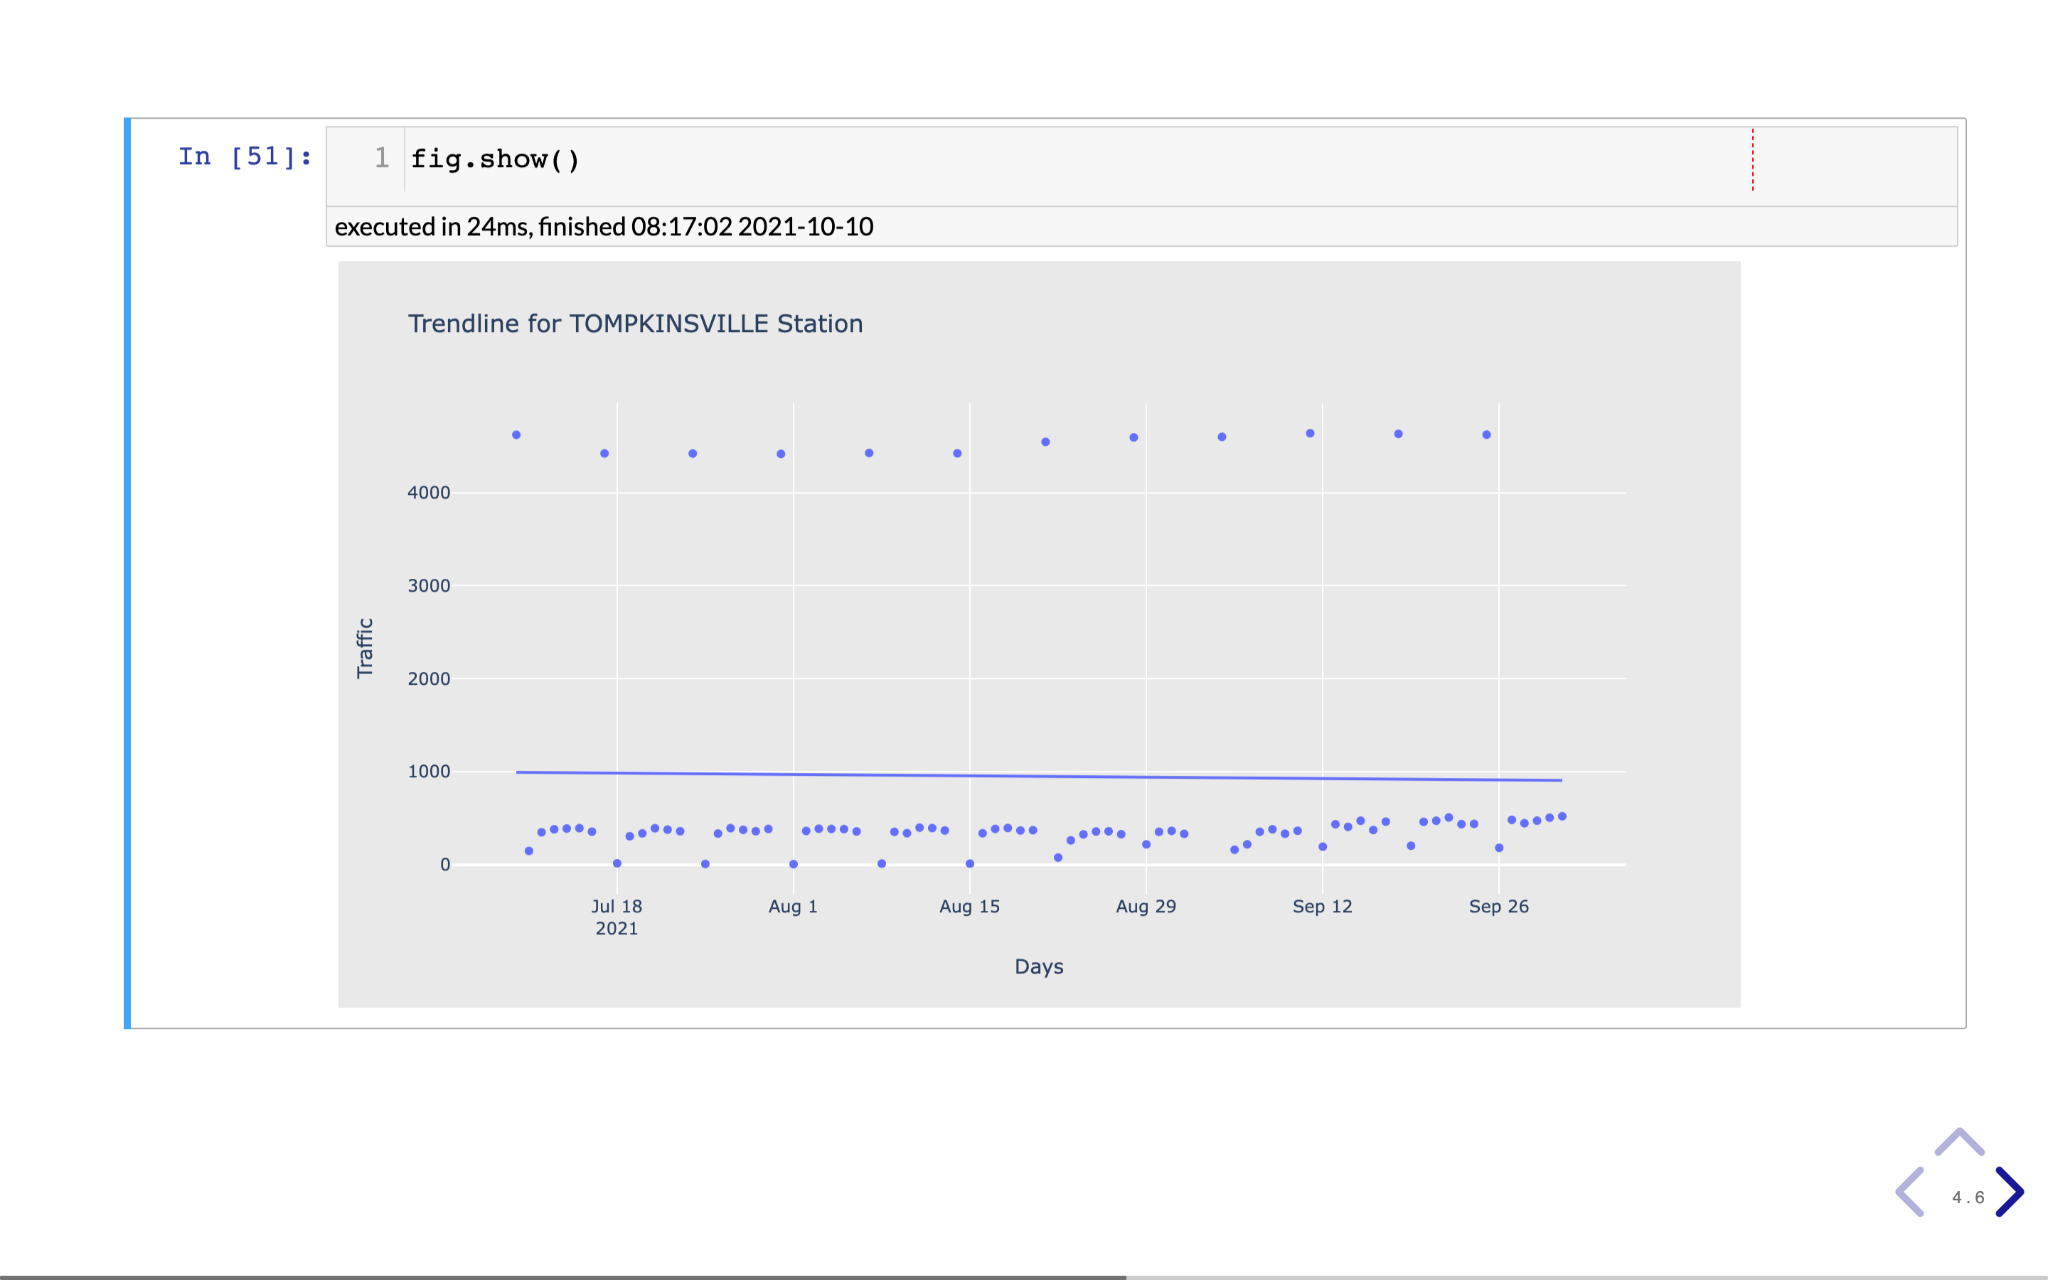 In [51]:
1 fig.show()
executed in 24ms, finished 08:17:02 2021-10-10
Trendline for TOMPKINSVILLE Station
4000
3000
2000
1000
0
Traffic
Jul 18 Aug 1 Aug 15 Aug 29 Sep 12 Sep 26
2021
Days
4.6